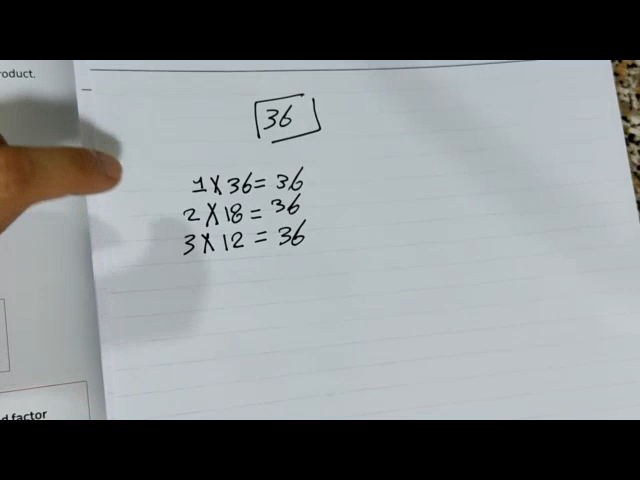 roduct.
36
1 X 36 = 36
2 X 18 = 36
3 X 12 = 36
d factor